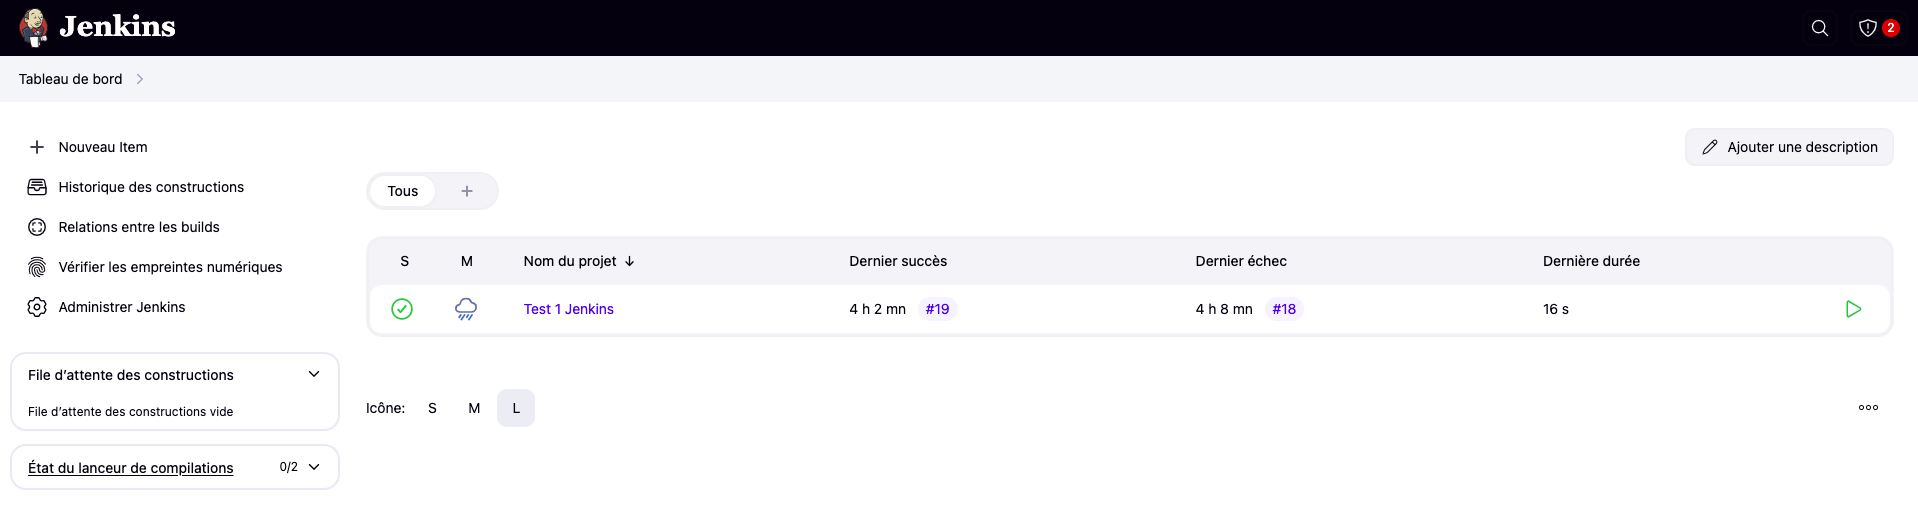 Jenkins
2
Tableau de bord
Nouveau Item
Historique des constructions
Relations entre les builds
Vérifier les empreintes numériques
Administrer Jenkins
File d’attente des constructions
File d’attente des constructions vide
État du lanceur de compilations 0/2
Ajouter une description
Tous +
S M Nom du projet ↓ Dernier succès Dernier échec Dernière durée
Test 1 Jenkins 4 h 2 mn #19 4 h 8 mn #18 16 s
Icône: S M L